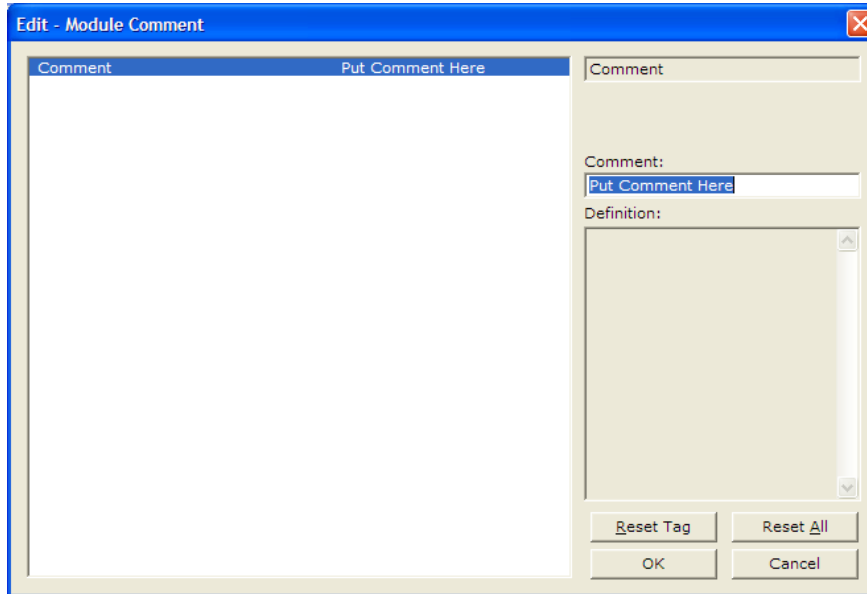 Edit - Module Comment
Comment Put Comment Here
Comment
Comment:
Put Comment Here
Definition:
Reset Tag Reset All
OK Cancel